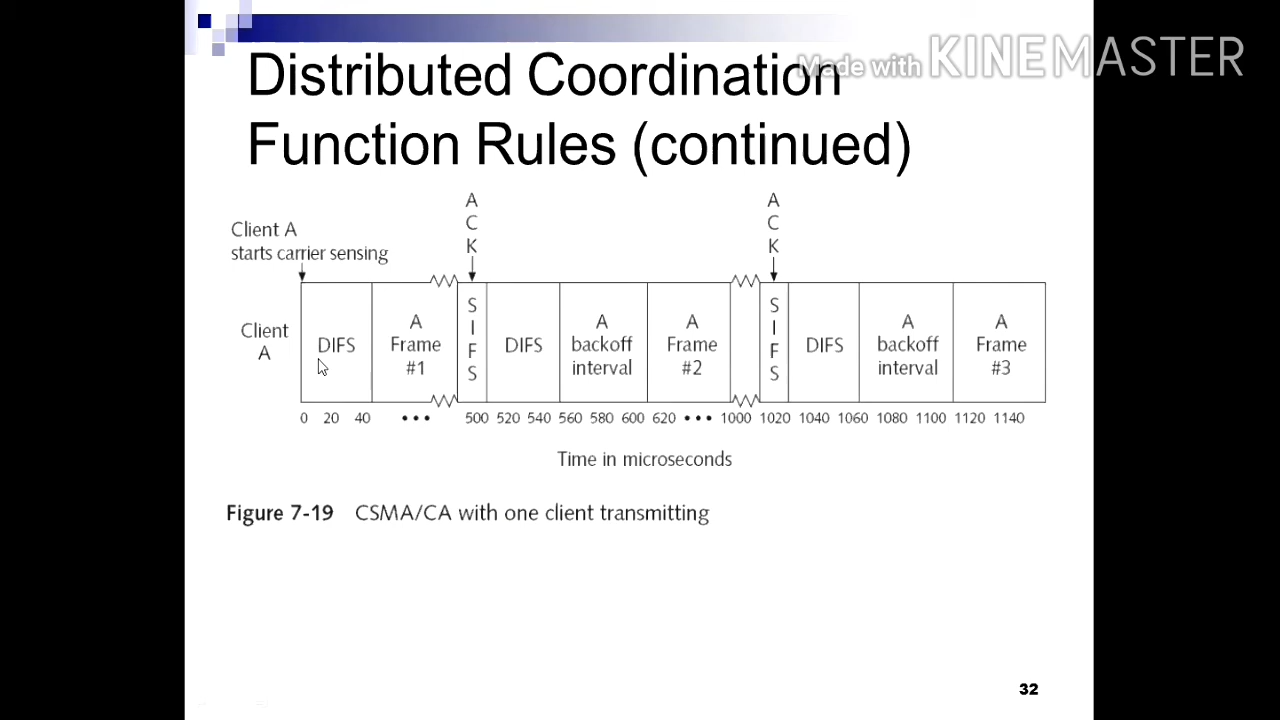 Made with KINEMASTER
Distributed Coordination
Function Rules (continued)
A
C
K
A
C
K
Client A
starts carrier sensing
Client
A
DIFS
A
Frame
#1
S
I
F
S
DIFS
A
backoff
interval
A
Frame
#2
S
I
F
S
DIFS
A
backoff
interval
A
Frame
#3
0 20 40 ••• 500 520 540 560 580 600 620 ••• 1000 1020 1040 1060 1080 1100 1120 1140
Time in microseconds
Figure 7-19 CSMA/CA with one client transmitting
32